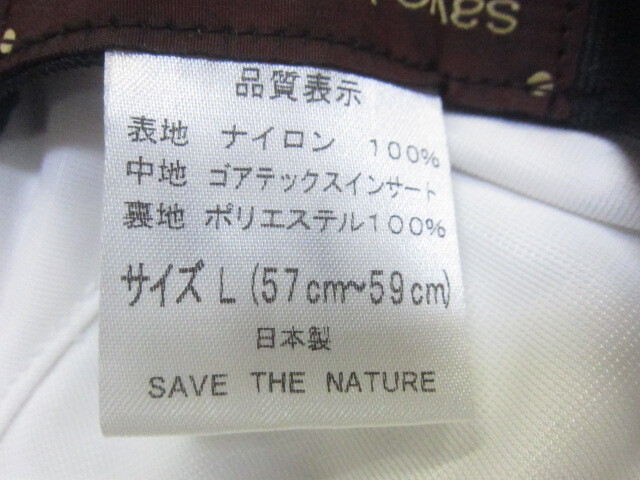 save
品質表示
表地 ナイロン 100%
中地 ゴアテックスインサート
裏地 ポリエステル100%
サイズ L (57cm~59cm)
日本製
SAVE THE NATURE